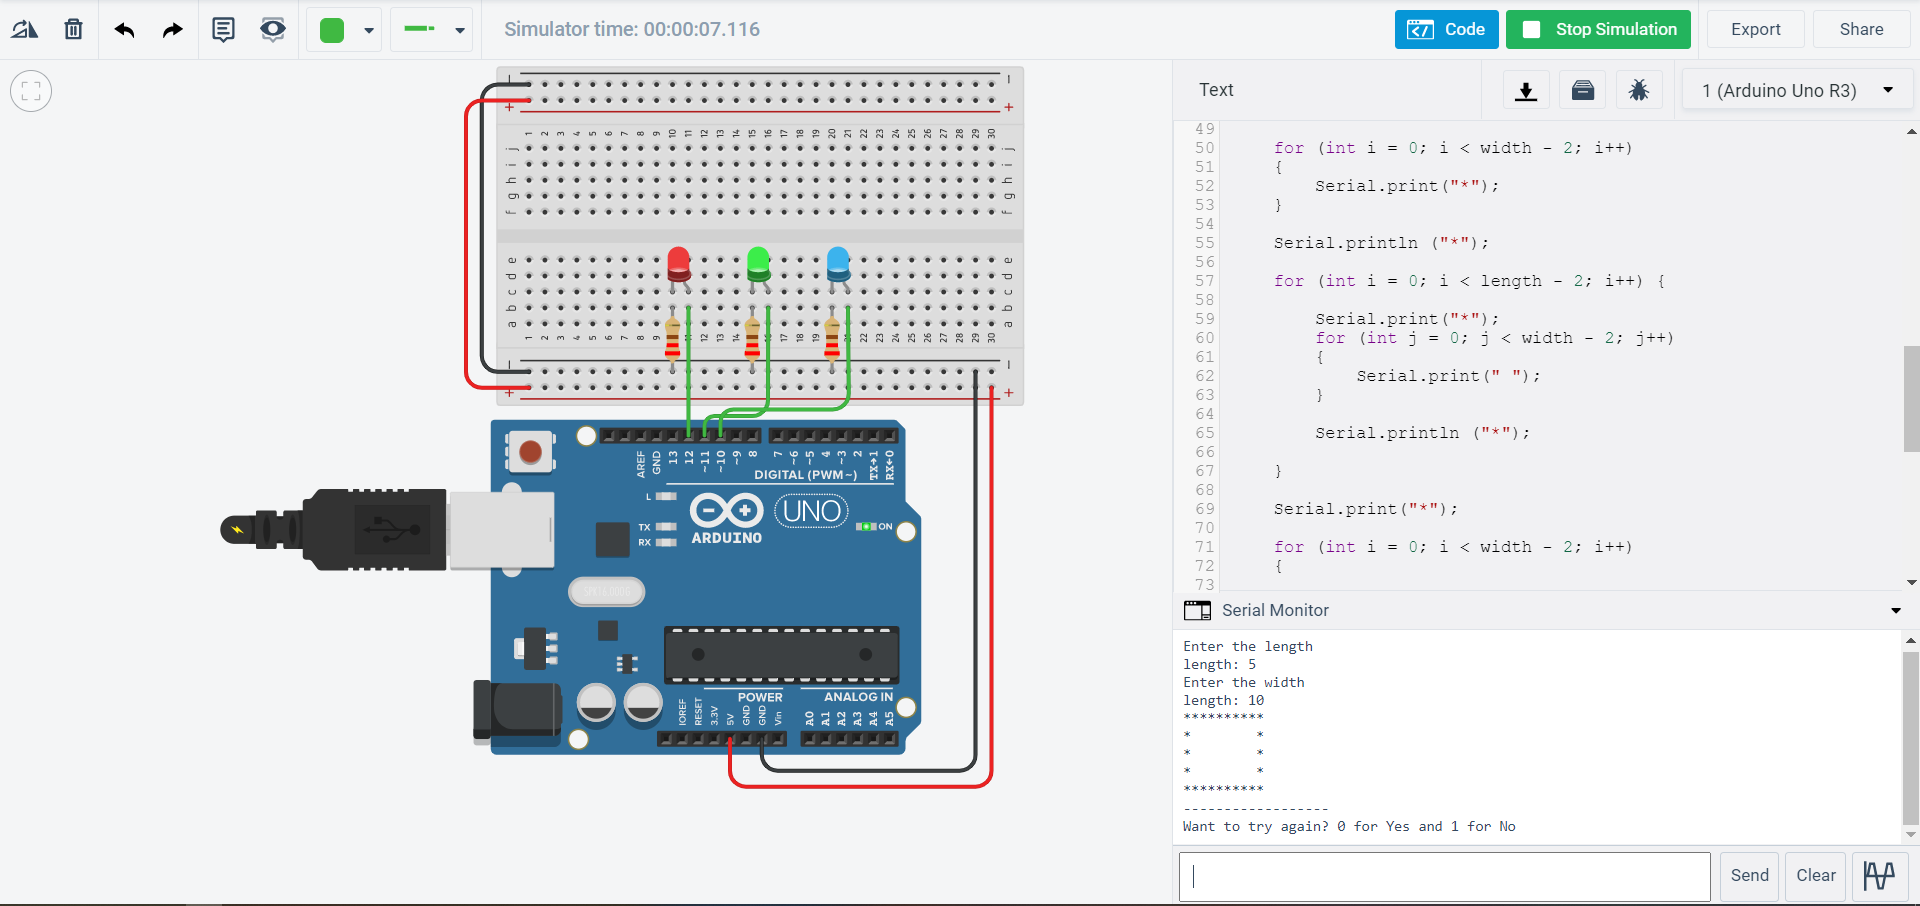 Simulator time: 00:00:07.116
Code
Stop Simulation
Export
Share
Text
1 (Arduino Uno R3)
49
50 for (int i = 0; i < width - 2; i++)
51 {
52 Serial.print("*");
53 }
54
55 Serial.println ("*");
56
57 for (int i = 0; i < length - 2; i++) {
58
59 Serial.print("*");
60 for (int j = 0; j < width - 2; j++)
61 {
62 Serial.print(" ");
63 }
64
65 Serial.println ("*");
66
67 }
68
69 Serial.print("*");
70
71 for (int i = 0; i < width - 2; i++)
72 {
73
Serial Monitor
Enter the length
length: 5
Enter the width
length: 10
**********
*        *
*        *
*        *
**********
------------------
Want to try again? 0 for Yes and 1 for No
Send
Clear
1 2 3 4 5 6 7 8 9 10 11 12 13 14 15 16 17 18 19 20 21 22 23 24 25 26 27 28 29 30
j
i
h
g
f
e
d
c
b
a
AREF GND 13 12 ~11 ~10 ~9 8 7 ~6 ~5 4 ~3 2 TX→1 RX←0
DIGITAL (PWM~)
L
TX
RX
UNO
ON
ARDUINO
POWER
ANALOG IN
IOREF RESET 3.3V 5V GND GND Vin A0 A1 A2 A3 A4 A5